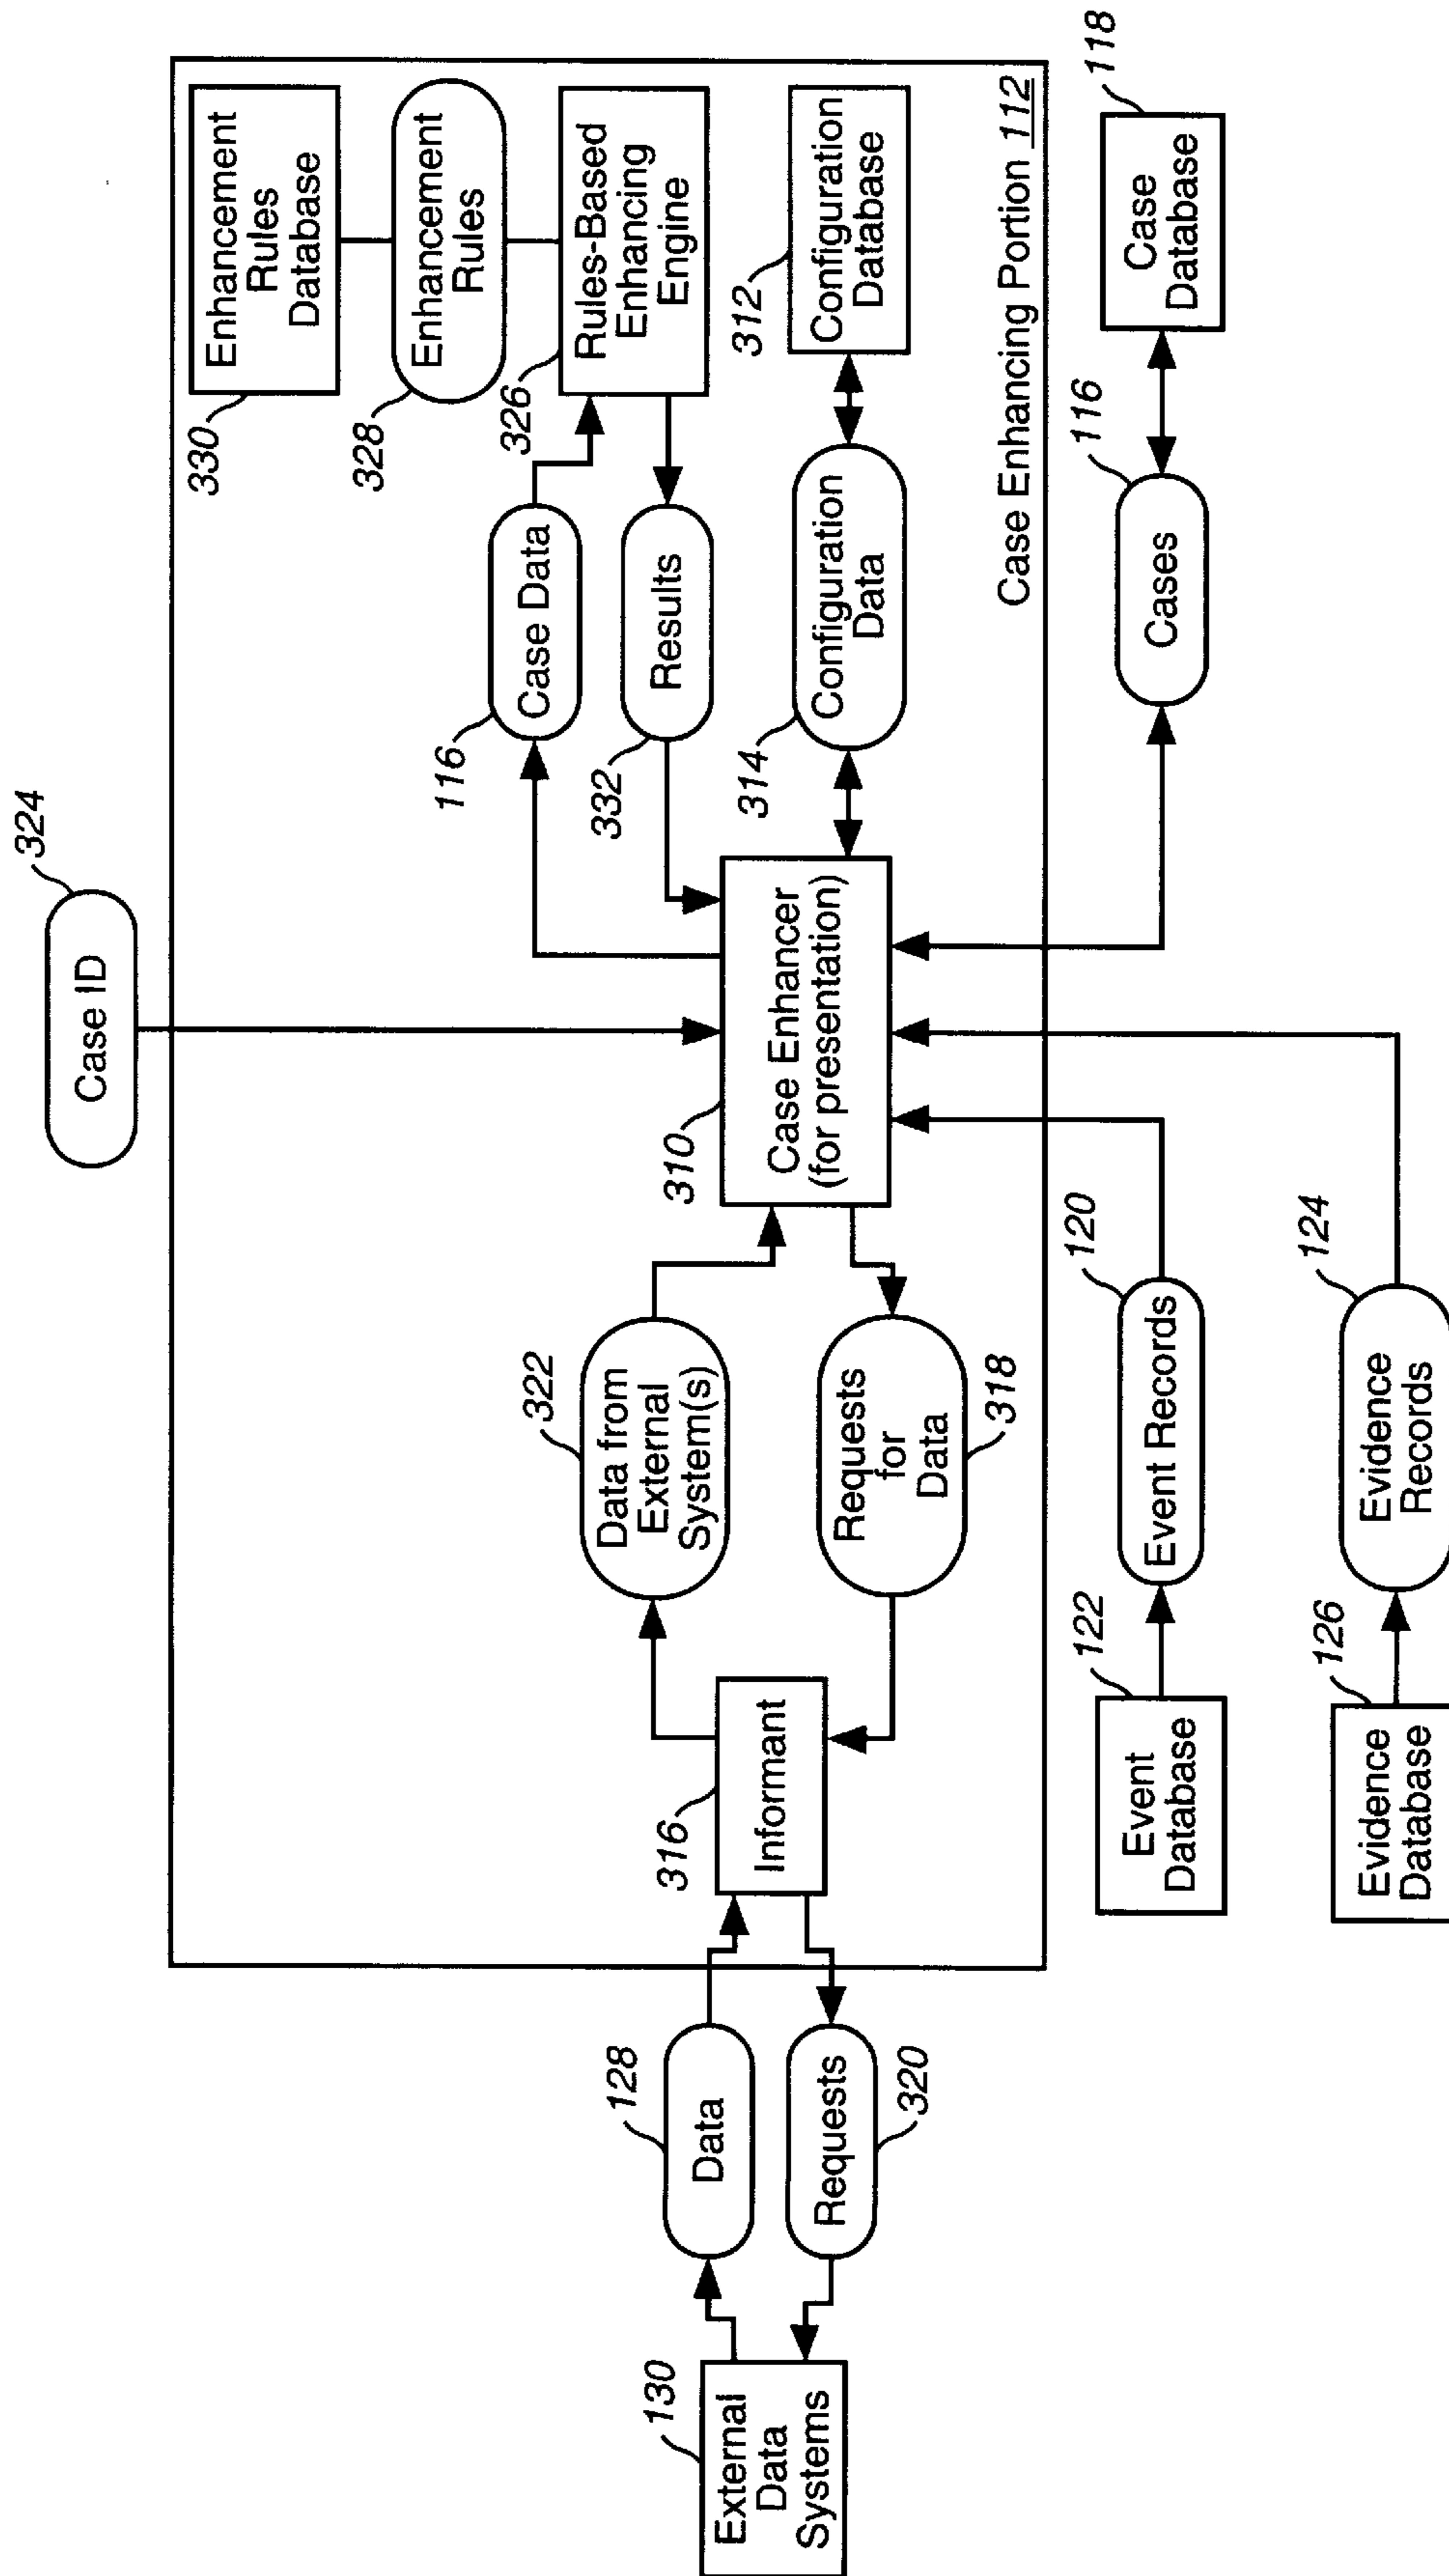 324
Case ID
Enhancement
Rules
Database
330
Enhancement
Rules
328
Rules-Based
Enhancing
Engine
326
Case Data
116
Results
332
Configuration
Database
312
Configuration
Data
314
Case Enhancing Portion 112
Case Enhancer
(for presentation)
310
322
Data from
External
System(s)
Requests
for
Data
318
Informant
316
128
Data
Requests
320
130
External
Data
Systems
118
Case
Database
116
Cases
120
Event Records
122
Event
Database
124
Evidence
Records
126
Evidence
Database